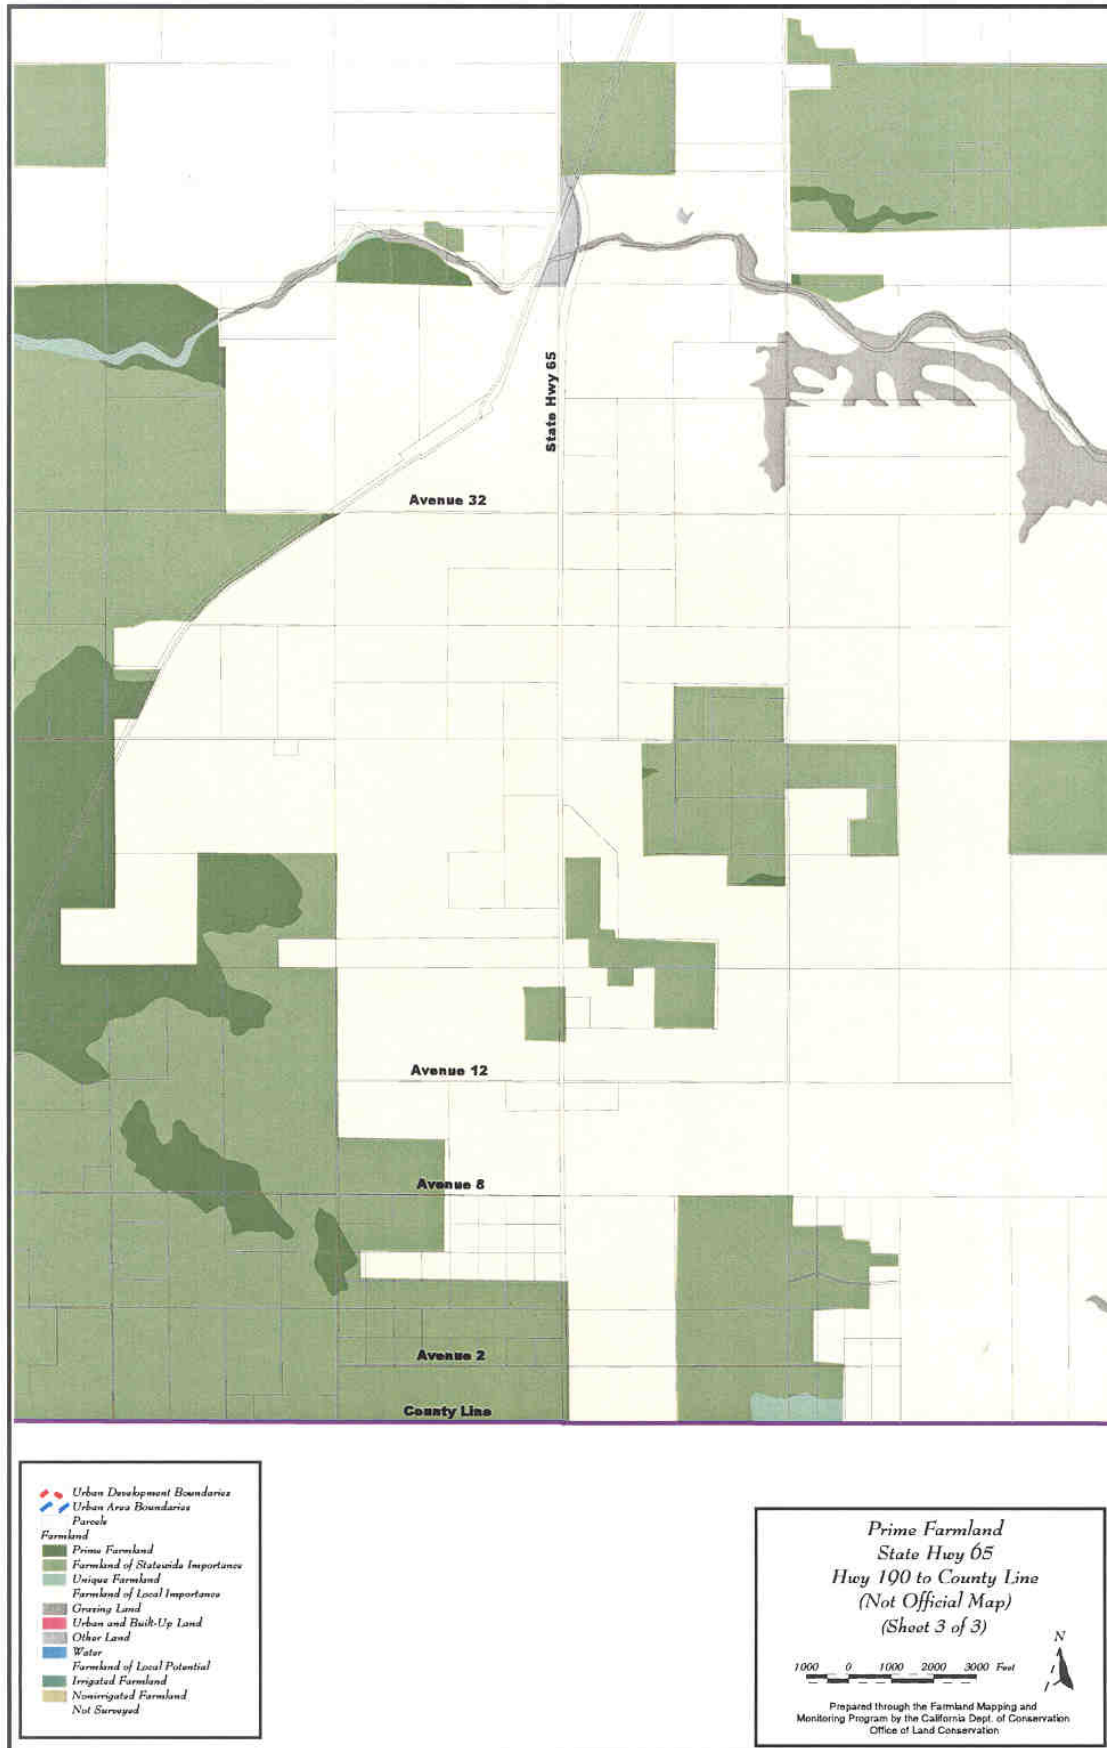 State Hwy 65
Avenue 32
Avenue 12
Avenue 8
Avenue 2
County Line
Urban Development Boundaries
Urban Area Boundaries
Parcels
Farmland
Prime Farmland
Farmland of Statewide Importance
Unique Farmland
Farmland of Local Importance
Grazing Land
Urban and Built-Up Land
Other Land
Water
Farmland of Local Potential
Irrigated Farmland
Nonirrigated Farmland
Not Surveyed
Prime Farmland
State Hwy 65
Hwy 190 to County Line
(Not Official Map)
(Sheet 3 of 3)
N
1000 0 1000 2000 3000 Feet
Prepared through the Farmland Mapping and
Monitoring Program by the California Dept. of Conservation
Office of Land Conservation